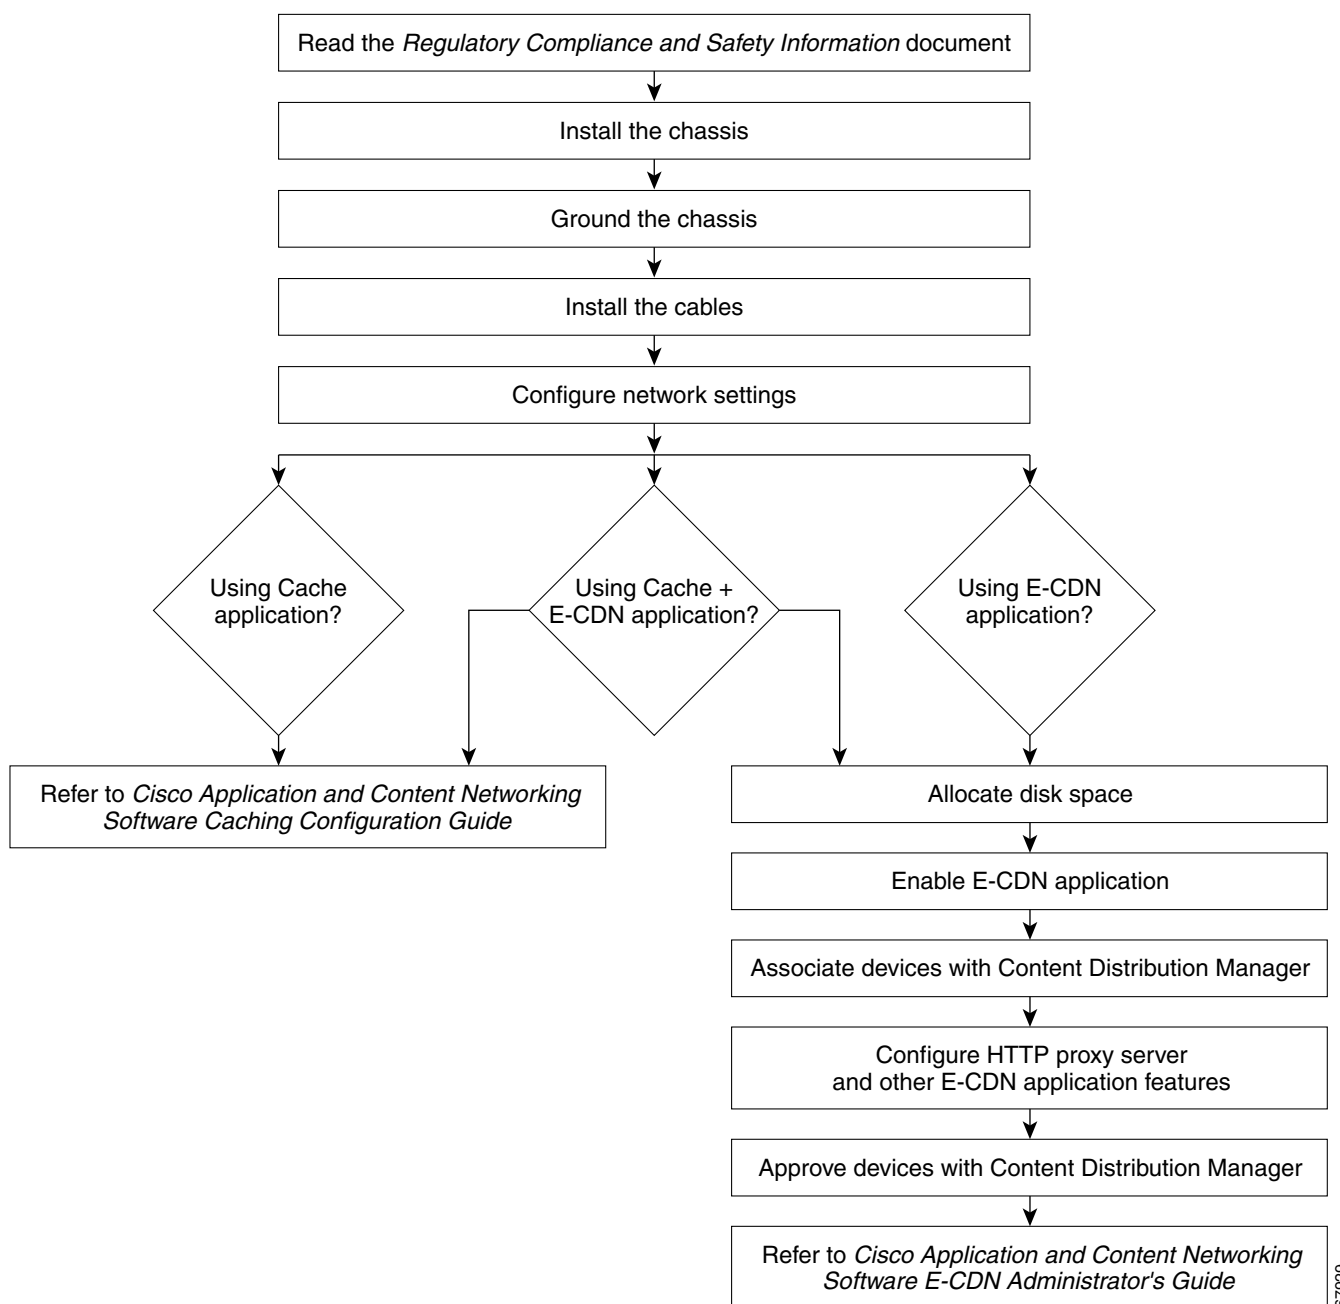 Read the Regulatory Compliance and Safety Information document
Install the chassis
Ground the chassis
Install the cables
Configure network settings
Using Cache
application?
Using Cache +
E-CDN application?
Using E-CDN
application?
Refer to Cisco Application and Content Networking
Software Caching Configuration Guide
Allocate disk space
Enable E-CDN application
Associate devices with Content Distribution Manager
Configure HTTP proxy server
and other E-CDN application features
Approve devices with Content Distribution Manager
Refer to Cisco Application and Content Networking
Software E-CDN Administrator's Guide